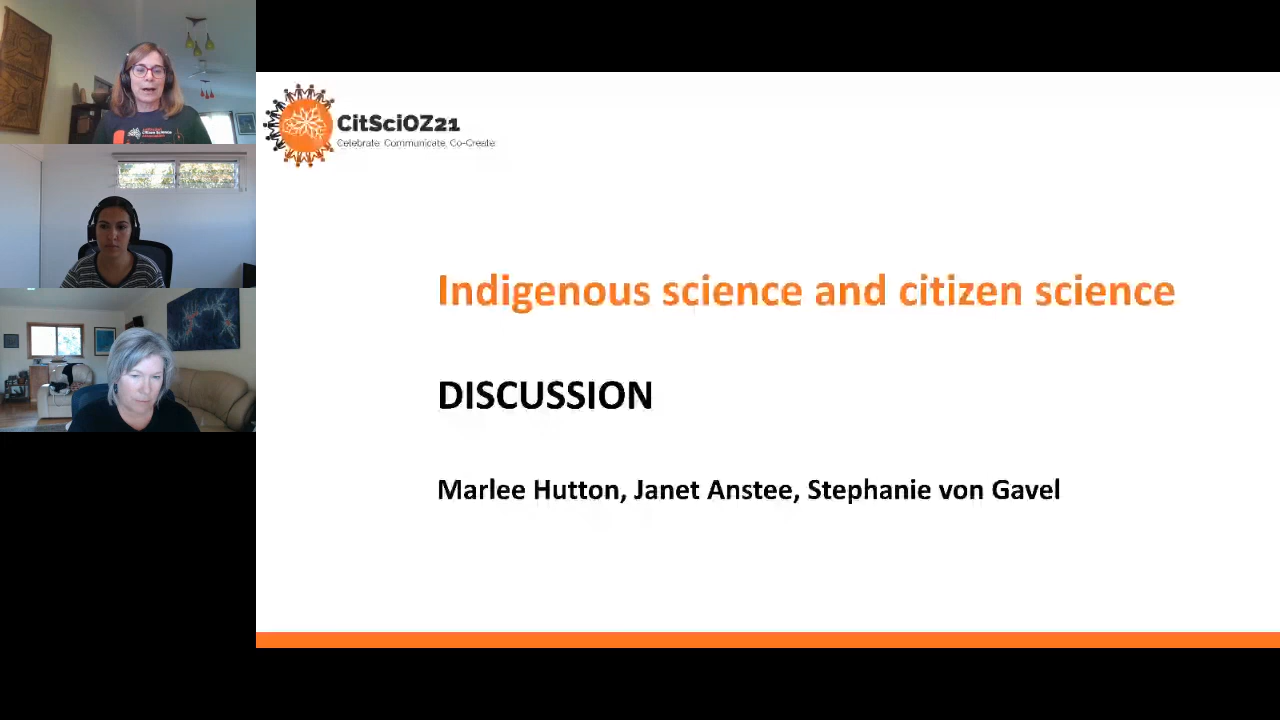 CitSciOZ21
Celebrate. Communicate. Co-Create.
Indigenous science and citizen science
DISCUSSION
Marlee Hutton, Janet Anstee, Stephanie von Gavel